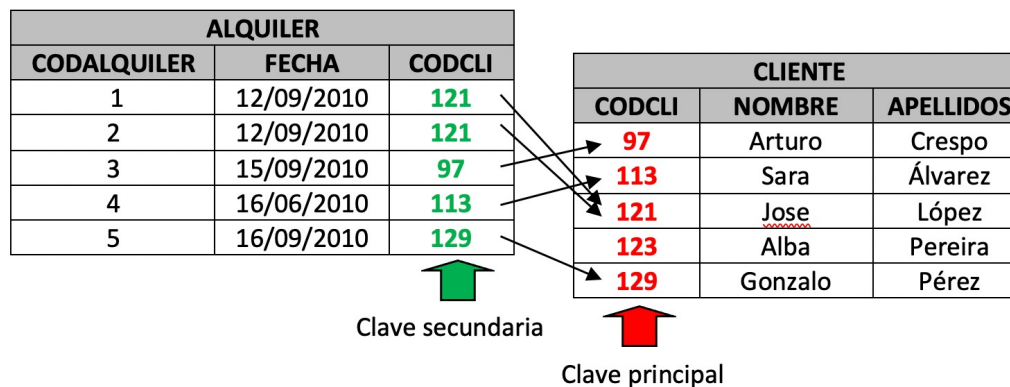 ALQUILER
CODALQUILER FECHA CODCLI
1 12/09/2010 121
2 12/09/2010 121
3 15/09/2010 97
4 16/06/2010 113
5 16/09/2010 129
Clave secundaria
CLIENTE
CODCLI NOMBRE APELLIDOS
97 Arturo Crespo
113 Sara Álvarez
121 Jose López
123 Alba Pereira
129 Gonzalo Pérez
Clave principal